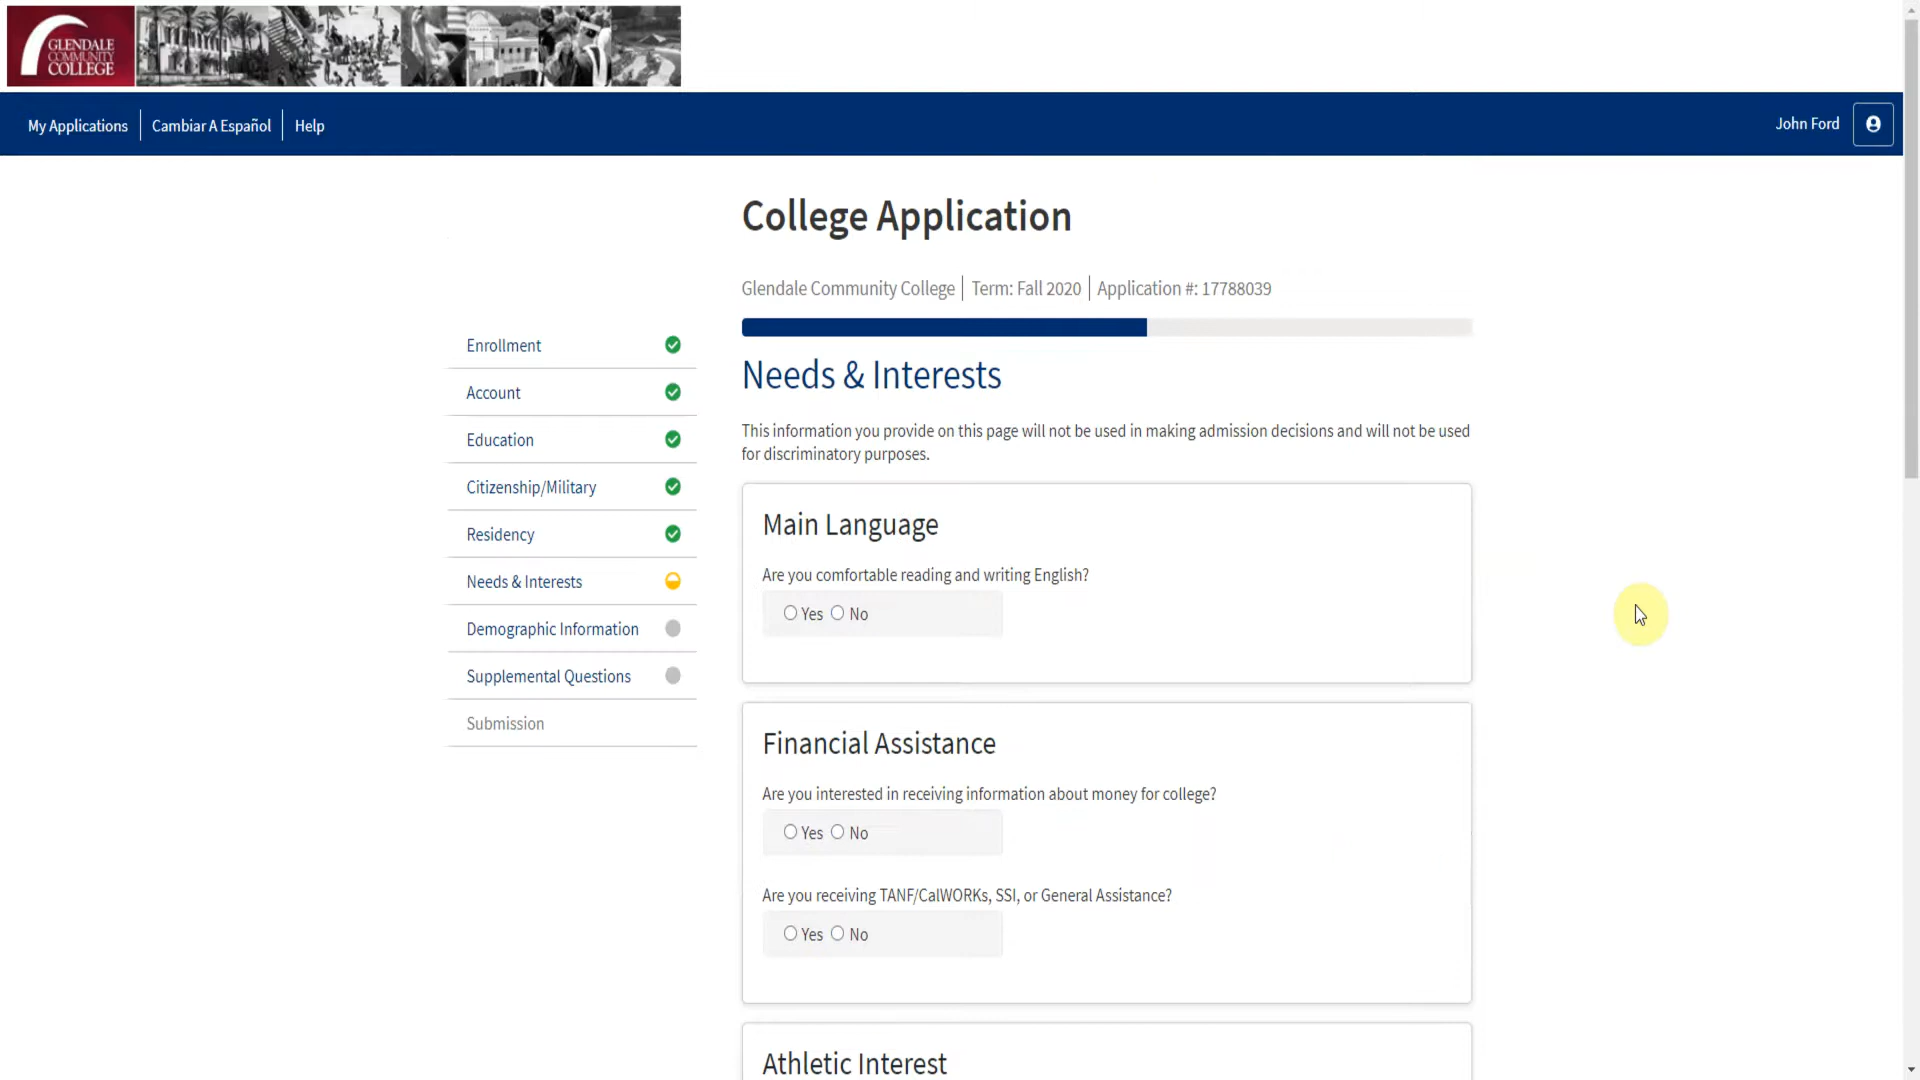 GLENDALE
COMMUNITY
COLLEGE
My Applications
Cambiar A Español
Help
John Ford
College Application
Glendale Community College
Term: Fall 2020
Application #: 17788039
Enrollment
Account
Education
Citizenship/Military
Residency
Needs & Interests
Demographic Information
Supplemental Questions
Submission
Needs & Interests
This information you provide on this page will not be used in making admission decisions and will not be used
for discriminatory purposes.
Main Language
Are you comfortable reading and writing English?
Yes No
Financial Assistance
Are you interested in receiving information about money for college?
Yes No
Are you receiving TANF/CalWORKs, SSI, or General Assistance?
Yes No
Athletic Interest